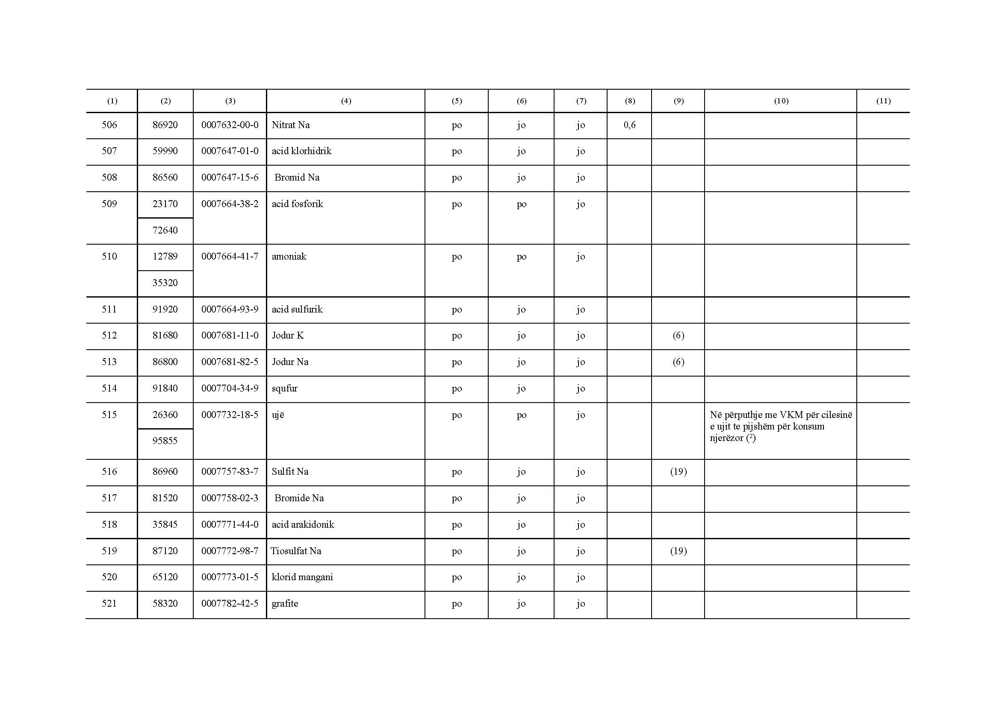 (1) (2) (3) (4) (5) (6) (7) (8) (9) (10) (11)
506 86920 0007632-00-0 Nitrat Na po jo jo 0,6
507 59990 0007647-01-0 acid klorhidrik po jo jo
508 86560 0007647-15-6 Bromid Na po jo jo
509 23170 0007664-38-2 acid fosforik po po jo
72640
510 12789 0007664-41-7 amoniak po po jo
35320
511 91920 0007664-93-9 acid sulfurik po jo jo
512 81680 0007681-11-0 Jodur K po jo jo (6)
513 86800 0007681-82-5 Jodur Na po jo jo (6)
514 91840 0007704-34-9 squfur po jo jo
515 26360 0007732-18-5 ujë po po jo Në përputhje me VKM për cilesinë
e ujit te pijshëm për konsum
95855 njerëzor (²)
516 86960 0007757-83-7 Sulfit Na po jo jo (19)
517 81520 0007758-02-3 Bromide Na po jo jo
518 35845 0007771-44-0 acid arakidonik po jo jo
519 87120 0007772-98-7 Tiosulfat Na po jo jo (19)
520 65120 0007773-01-5 klorid mangani po jo jo
521 58320 0007782-42-5 grafite po jo jo